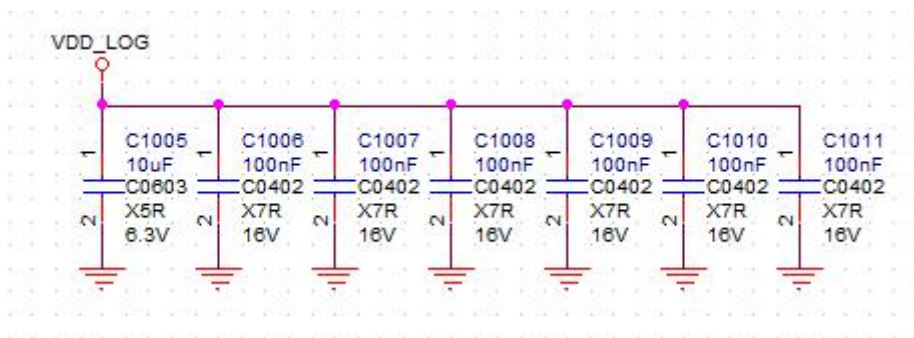 VDD_LOG
C1005 C1006 C1007 C1008 C1009 C1010 C1011
1 10uF 1 100nF 1 100nF 1 100nF 1 100nF 1 100nF 1 100nF
C0603 C0402 C0402 C0402 C0402 C0402 C0402
2 X5R 2 X7R 2 X7R 2 X7R 2 X7R 2 X7R 2 X7R
6.3V 16V 16V 16V 16V 16V 16V